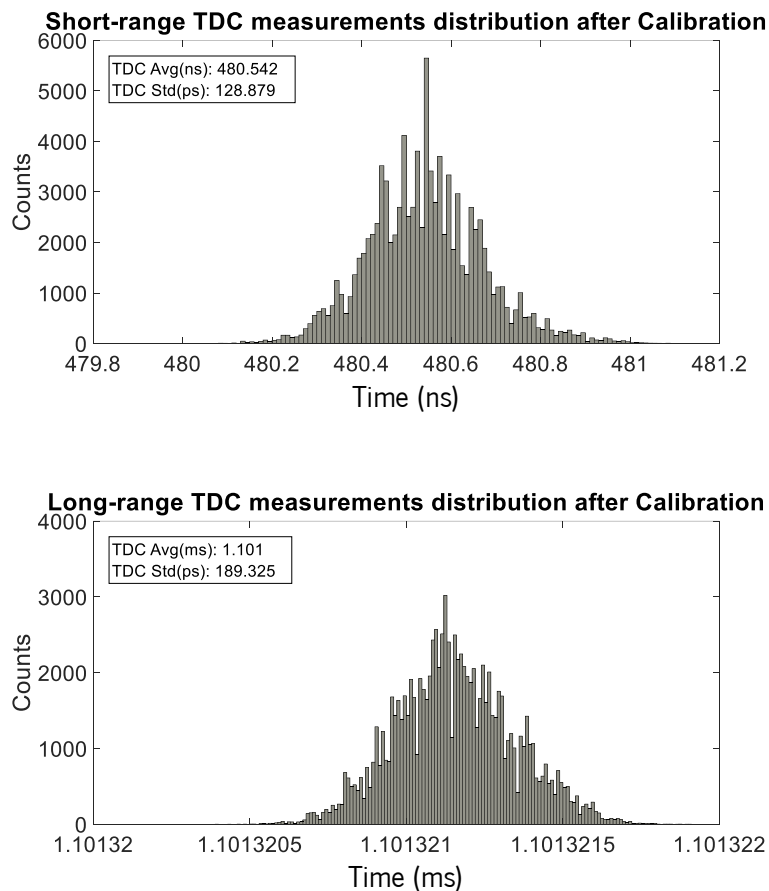 Short-range TDC measurements distribution after Calibration
6000
TDC Avg(ns): 480.542
TDC Std(ps): 128.879
5000
4000
3000
2000
1000
0
Counts
479.8 480 480.2 480.4 480.6 480.8 481 481.2
Time (ns)
Long-range TDC measurements distribution after Calibration
4000
TDC Avg(ms): 1.101
TDC Std(ps): 189.325
3000
2000
1000
0
Counts
1.10132 1.1013205 1.101321 1.1013215 1.101322
Time (ms)